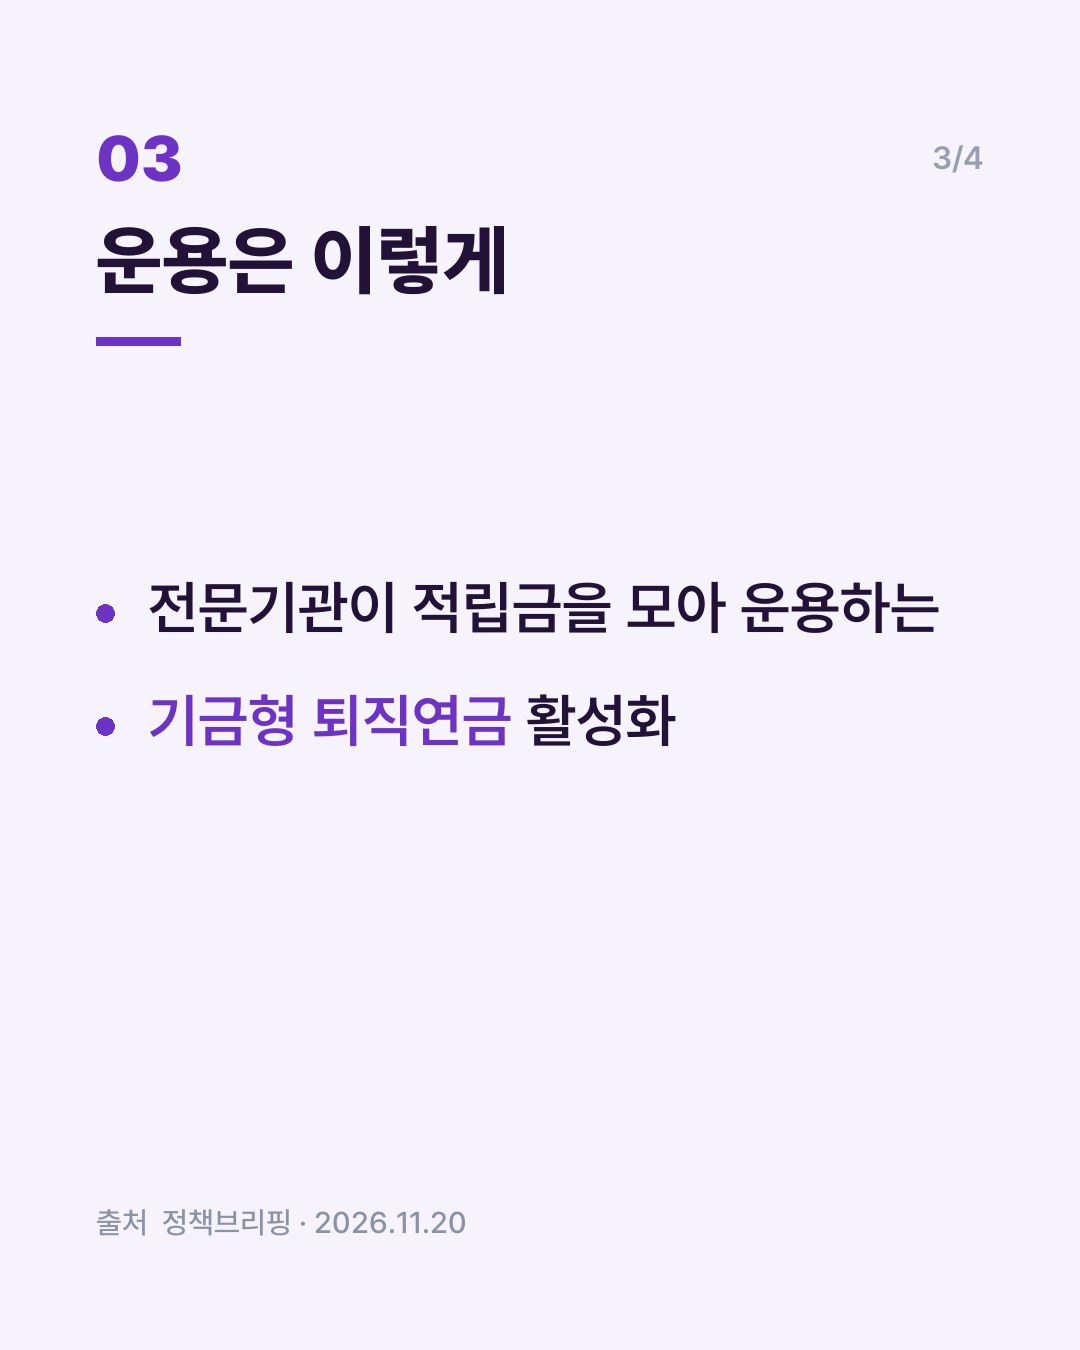 03
3/4
운용은 이렇게
• 전문기관이 적립금을 모아 운용하는
• 기금형 퇴직연금 활성화
출처 정책브리핑 · 2026.11.20